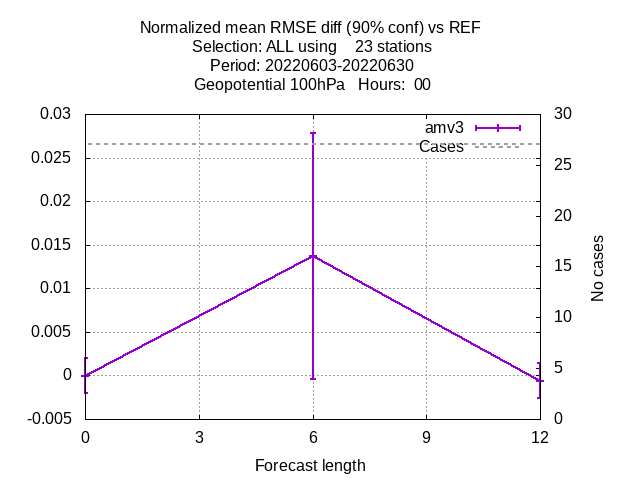 Normalized mean RMSE diff (90% conf) vs REF
Selection: ALL using    23 stations
Period: 20220603-20220630
Geopotential 100hPa   Hours:  00
0.03
0.025
0.02
0.015
0.01
0.005
0
-0.005
amv3
Cases
30
25
20
15
10
5
0
No cases
0 3 6 9 12
Forecast length